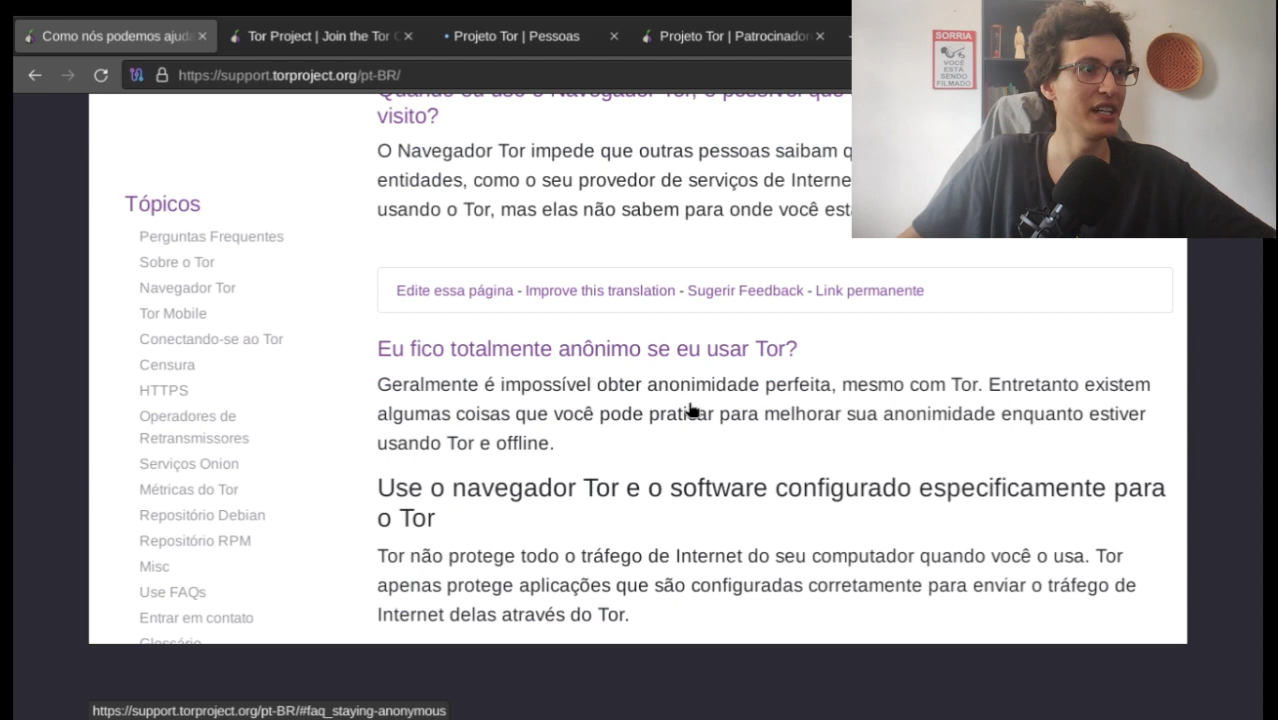 Como nós podemos ajuda
Tor Project | Join the Tor C
Projeto Tor | Pessoas
Projeto Tor | Patrocinador
https://support.torproject.org/pt-BR/
SORRIA
VOCÊ
ESTÁ
SENDO
FILMADO
Quando eu uso o Navegador Tor, é possível que
visito?
O Navegador Tor impede que outras pessoas saibam q
entidades, como o seu provedor de serviços de Interne
usando o Tor, mas elas não sabem para onde você est
Tópicos
Perguntas Frequentes
Sobre o Tor
Navegador Tor
Tor Mobile
Conectando-se ao Tor
Censura
HTTPS
Operadores de
Retransmissores
Serviços Onion
Métricas do Tor
Repositório Debian
Repositório RPM
Misc
Use FAQs
Entrar em contato
Glossário
Edite essa página - Improve this translation - Sugerir Feedback - Link permanente
Eu fico totalmente anônimo se eu usar Tor?
Geralmente é impossível obter anonimidade perfeita, mesmo com Tor. Entretanto existem
algumas coisas que você pode praticar para melhorar sua anonimidade enquanto estiver
usando Tor e offline.
Use o navegador Tor e o software configurado especificamente para
o Tor
Tor não protege todo o tráfego de Internet do seu computador quando você o usa. Tor
apenas protege aplicações que são configuradas corretamente para enviar o tráfego de
Internet delas através do Tor.
https://support.torproject.org/pt-BR/#faq_staying-anonymous